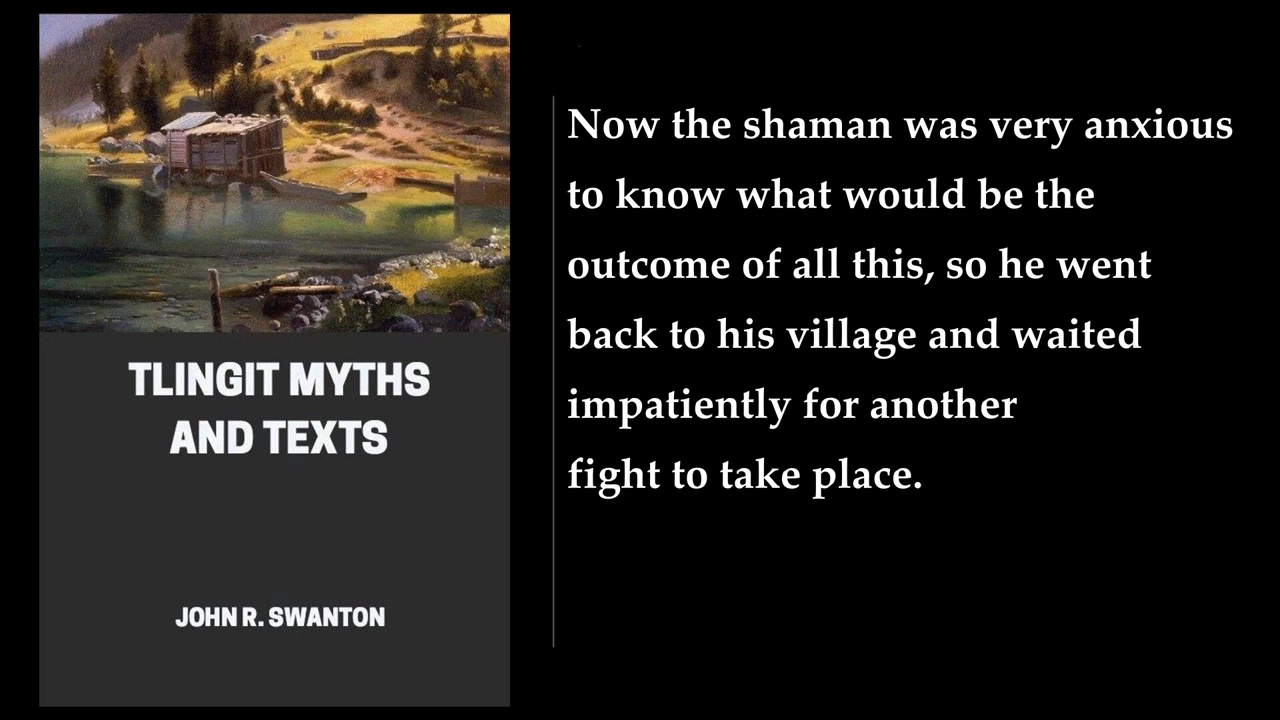 TLINGIT MYTHS
AND TEXTS
JOHN R. SWANTON
Now the shaman was very anxious
to know what would be the
outcome of all this, so he went
back to his village and waited
impatiently for another
fight to take place.